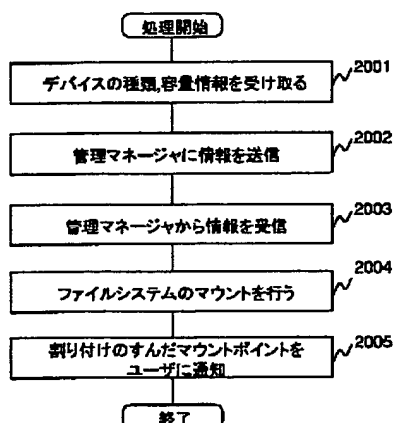 処理開始
デバイスの種類,容量情報を受け取る
2001
管理マネージャに情報を送信
2002
管理マネージャから情報を受信
2003
ファイルシステムのマウントを行う
2004
割り付けのすんだマウントポイントを
ユーザに通知
2005
終了